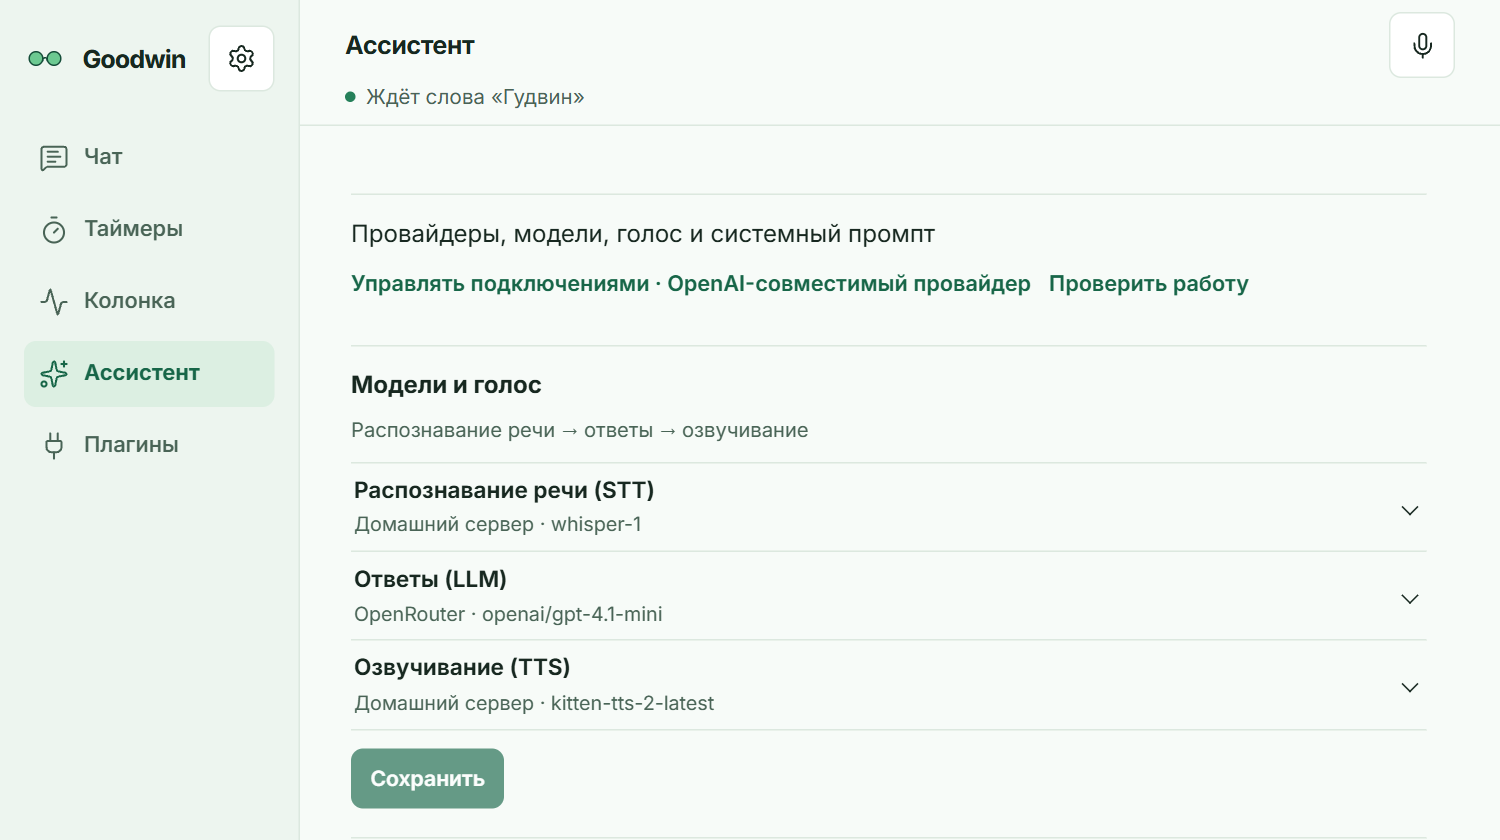 Goodwin
Чат
Таймеры
Колонка
Ассистент
Плагины
Ассистент
Ждёт слова «Гудвин»
Провайдеры, модели, голос и системный промпт
Управлять подключениями · OpenAI-совместимый провайдер Проверить работу
Модели и голос
Распознавание речи → ответы → озвучивание
Распознавание речи (STT)
Домашний сервер · whisper-1
Ответы (LLM)
OpenRouter · openai/gpt-4.1-mini
Озвучивание (TTS)
Домашний сервер · kitten-tts-2-latest
Сохранить